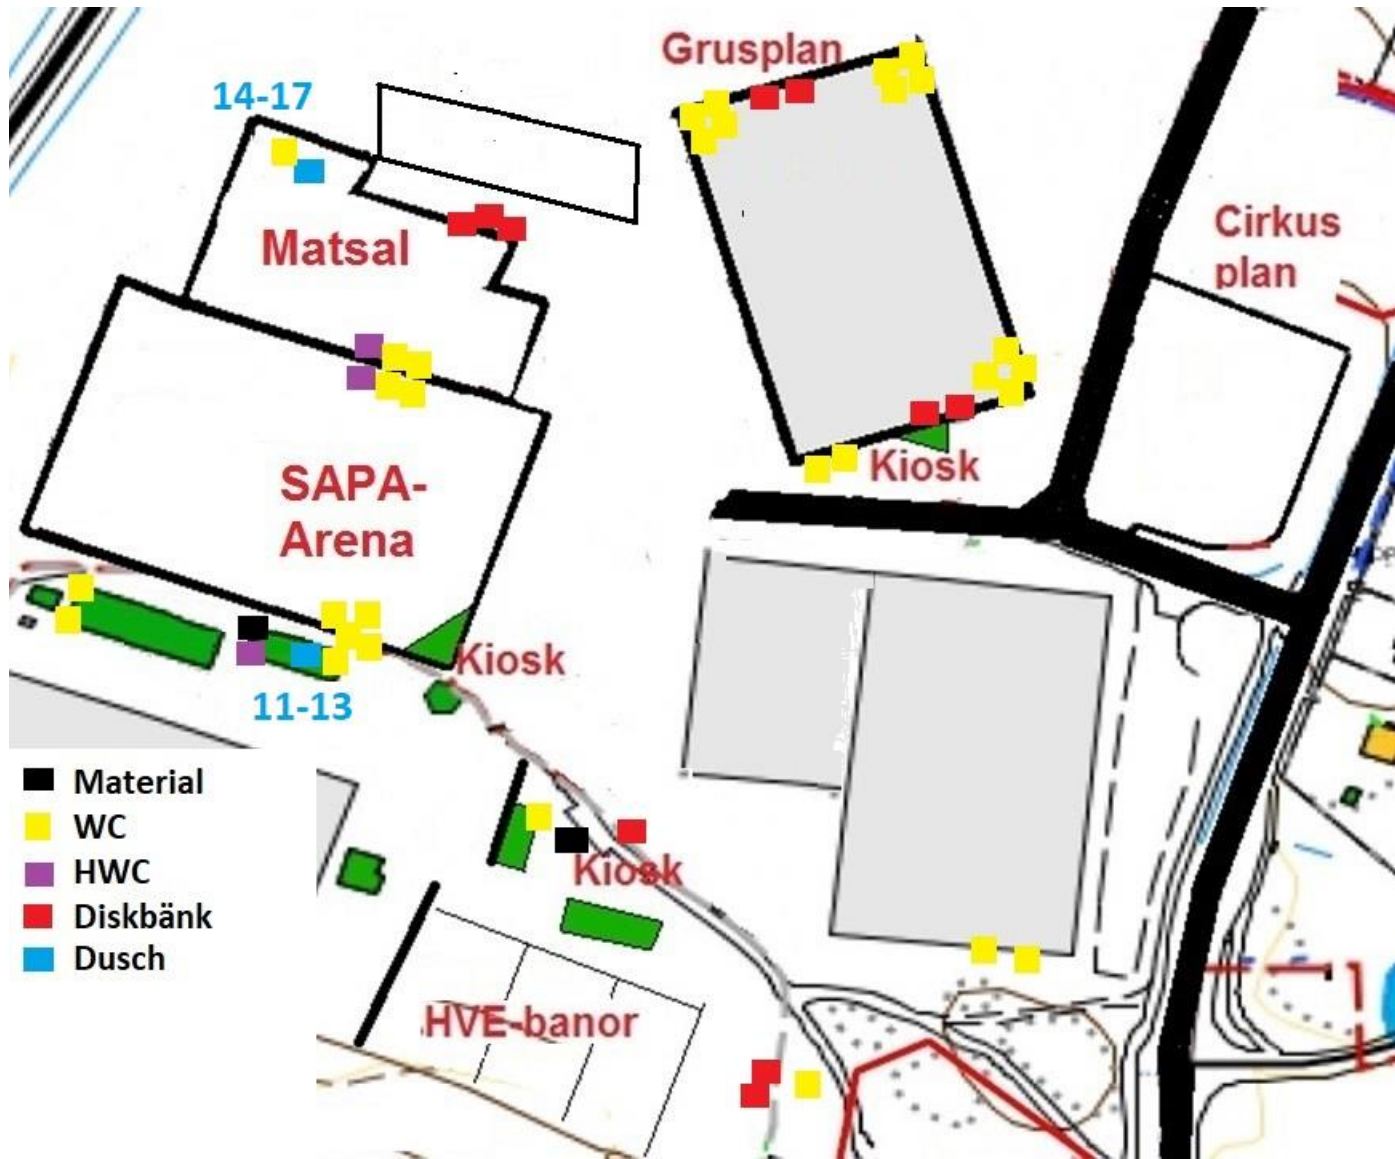 Grusplan
14-17
Cirkus
plan
Matsal
Kiosk
SAPA-
Arena
Kiosk
11-13
Material
WC
HWC
Diskbänk
Dusch
Kiosk
HVE-banor